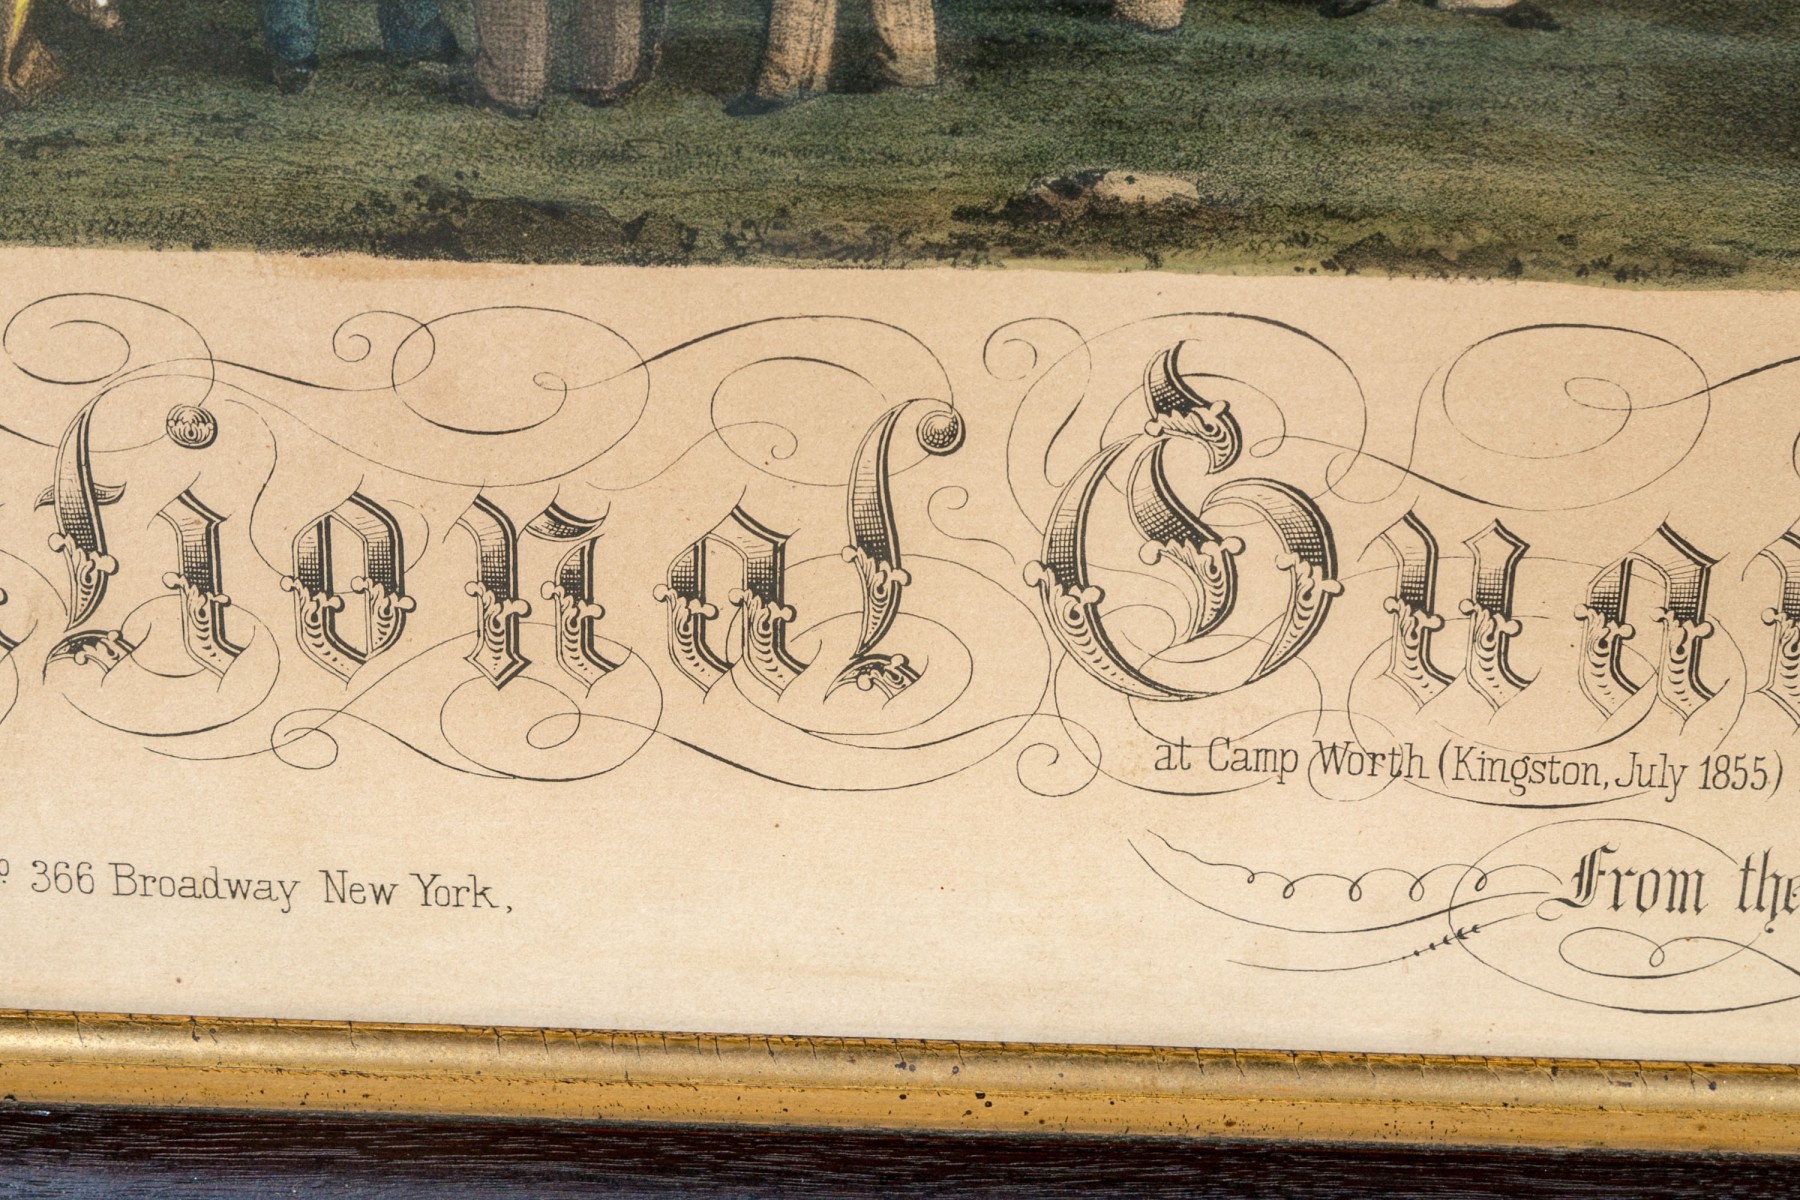 tional Guar
at Camp Worth (Kingston, July 1855)
o 366 Broadway New York,
From the